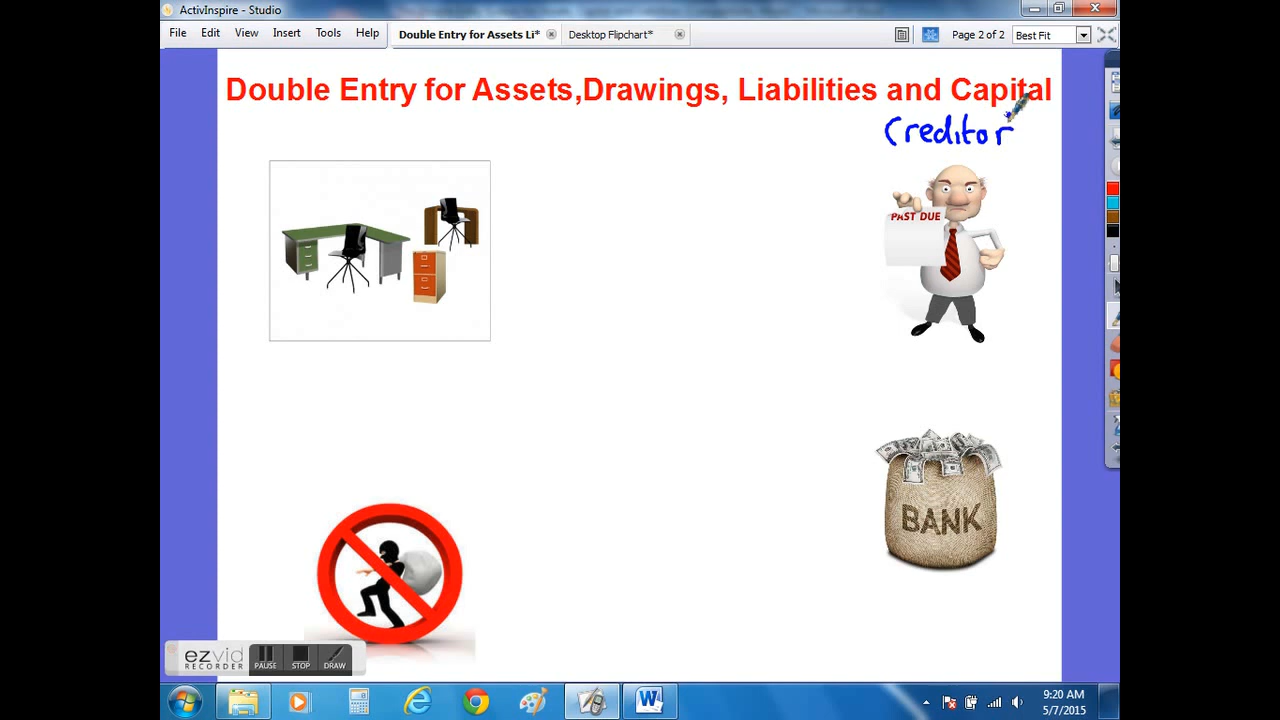 ActivInspire - Studio
File Edit View Insert Tools Help
Double Entry for Assets Li*
Desktop Flipchart*
Page 2 of 2
Best Fit
Double Entry for Assets,Drawings, Liabilities and Capital
Creditor
PAST DUE
BANK
ezvid
RECORDER
PAUSE STOP DRAW
W
9:20 AM
5/7/2015